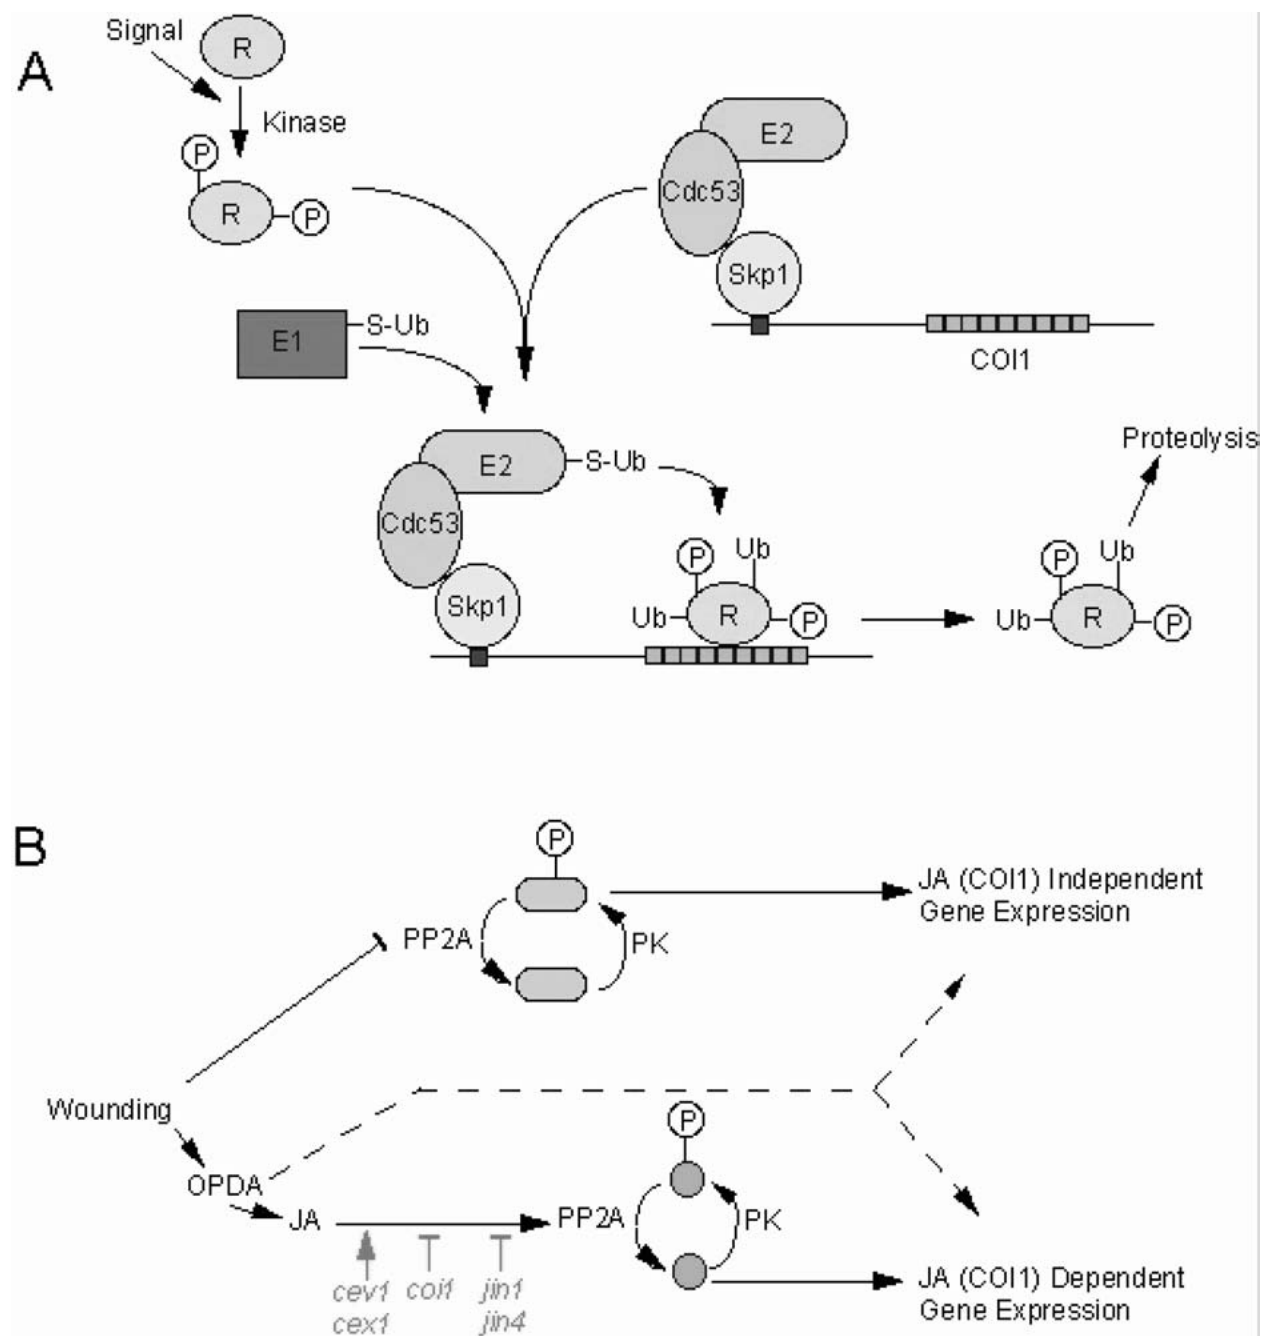 A
Signal
R
Kinase
P
R
P
E2
Cdc53
Skp1
COI1
E1
S-Ub
E2
S-Ub
Cdc53
Skp1
P
Ub
Ub
R
P
Proteolysis
P
Ub
Ub
R
P
B
P
PP2A
PK
JA (COI1) Independent
Gene Expression
Wounding
OPDA
JA
P
PP2A
PK
cev1
cex1
coi1
jin1
jin4
JA (COI1) Dependent
Gene Expression